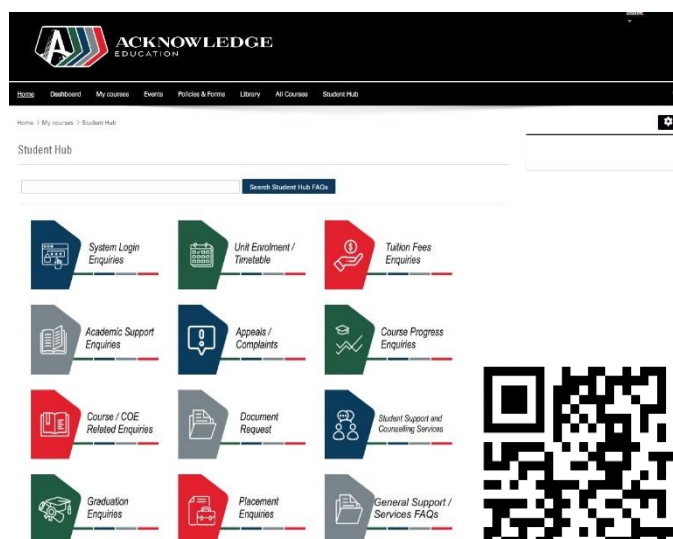 ACKNOWLEDGE
EDUCATION
Home Dashboard My courses Events Policies & Forms Library All Courses Student Hub
Home > My courses > Student Hub
Student Hub
Search Student Hub FAQs
System Login
Enquiries
Unit Enrolment /
Timetable
Tuition Fees
Enquiries
Academic Support
Enquiries
Appeals /
Complaints
Course Progress
Enquiries
Course / COE
Related Enquiries
Document
Request
Student Support and
Counselling Services
Graduation
Enquiries
Placement
Enquiries
General Support /
Services FAQs